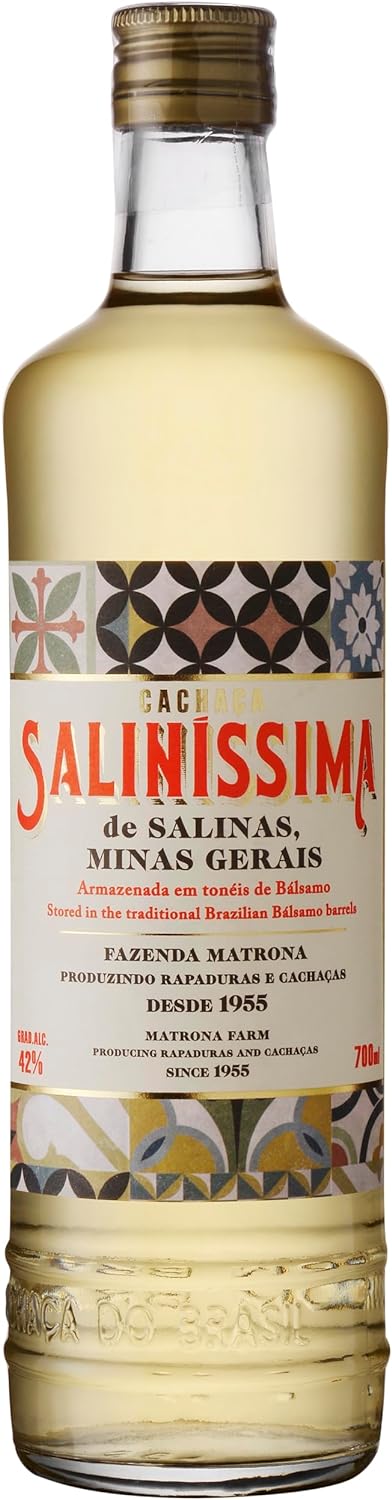 CACHAÇA
SALINÍSSIMA
de SALINAS,
MINAS GERAIS
Armazenada em tonéis de Bálsamo
Stored in the traditional Brazilian Bálsamo barrels
FAZENDA MATRONA
PRODUZINDO RAPADURAS E CACHAÇAS
DESDE 1955
GRAD.ALC.
42%
MATRONA FARM
PRODUCING RAPADURAS AND CACHAÇAS
SINCE 1955
700ml
DO BRASIL